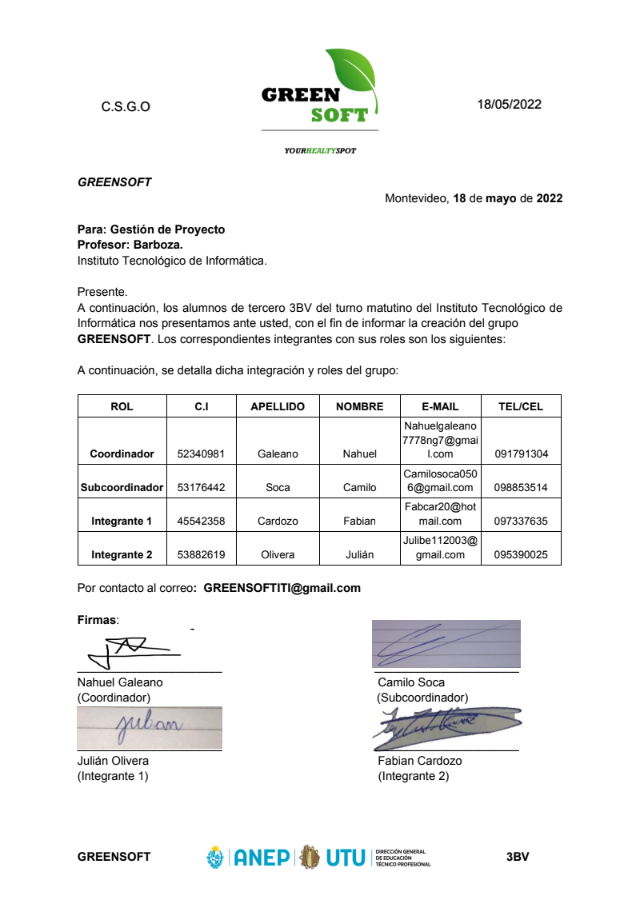 C.S.G.O
GREEN
SOFT
18/05/2022
YOURHEALTYSPOT
GREENSOFT
Montevideo, 18 de mayo de 2022
Para: Gestión de Proyecto
Profesor: Barboza.
Instituto Tecnológico de Informática.
Presente.
A continuación, los alumnos de tercero 3BV del turno matutino del Instituto Tecnológico de
Informática nos presentamos ante usted, con el fin de informar la creación del grupo
GREENSOFT. Los correspondientes integrantes con sus roles son los siguientes:
A continuación, se detalla dicha integración y roles del grupo:
ROL C.I APELLIDO NOMBRE E-MAIL TEL/CEL
Coordinador 52340981 Galeano Nahuel Nahuelgaleano7778ng7@gmail.com 091791304
Subcoordinador 53176442 Soca Camilo Camilosoca0506@gmail.com 098853514
Integrante 1 45542358 Cardozo Fabian Fabcar20@hotmail.com 097337635
Integrante 2 53882619 Olivera Julián Julibe112003@gmail.com 095390025
Por contacto al correo: GREENSOFTITI@gmail.com
Firmas:
Nahuel Galeano
(Coordinador)
Camilo Soca
(Subcoordinador)
julian
Julián Olivera
(Integrante 1)
Fabian Cardozo
(Integrante 2)
GREENSOFT
ANEP
UTU
DIRECCIÓN GENERAL
DE EDUCACIÓN
TÉCNICO PROFESIONAL
3BV